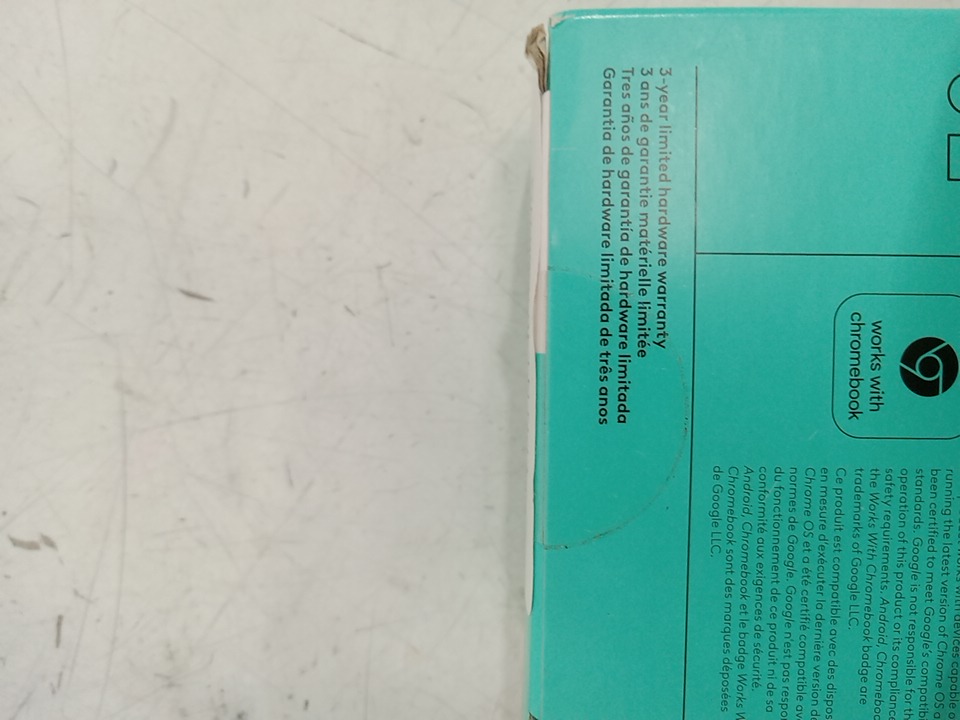 3-year limited hardware warranty
3 ans de garantie matérielle limitée
Tres años de garantía de hardware limitada
Garantia de hardware limitada de três anos
works with
chromebook
running the latest version of Chrome OS
been certified to meet Google's
standards. Google is not responsible for
operation of this product or its
safety requirements. Android,
the Works With Chromebook badge are
trademarks of Google LLC.
Ce produit est compatible avec des
en mesure d'exécuter la dernière version
Chrome OS et a été certifié compatible
normes de Google. Google n'est pas
du fonctionnement de ce produit ni de sa
conformité aux exigences de sécurité.
Android, Chromebook et le badge Works
Chromebook sont des marques déposées
de Google LLC.